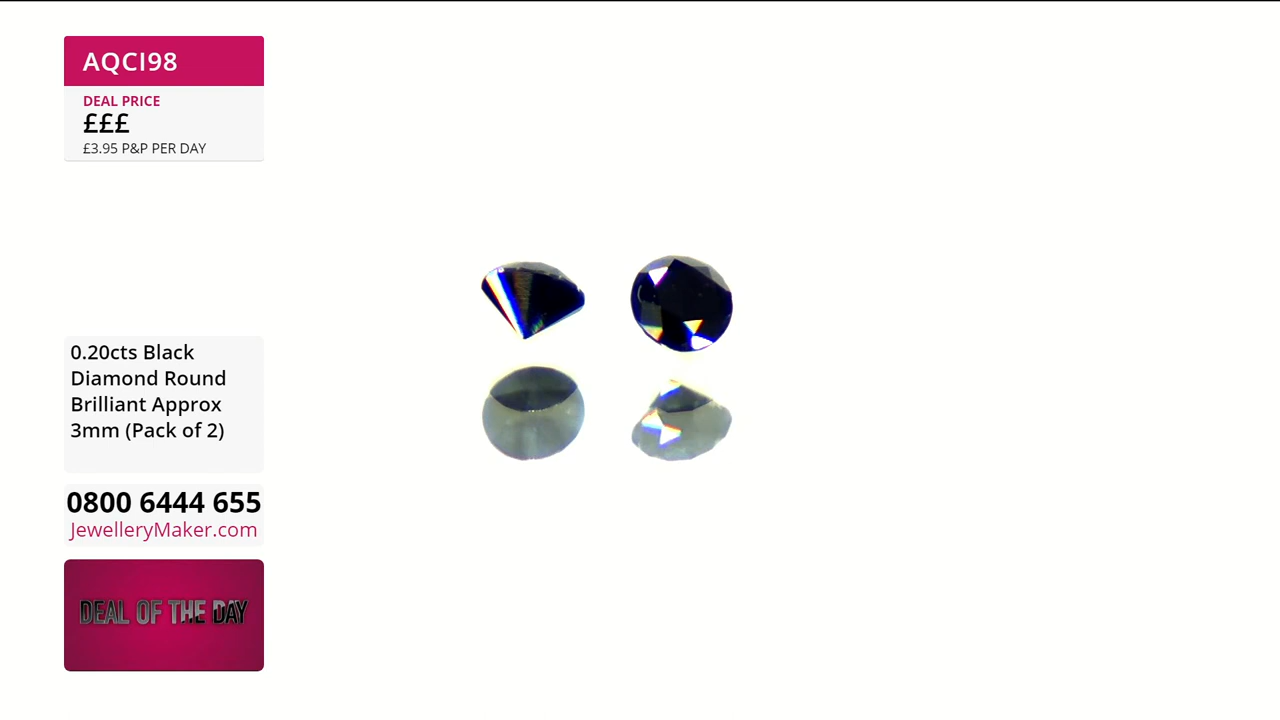 AQCI98
DEAL PRICE
£££
£3.95 P&P PER DAY
0.20cts Black
Diamond Round
Brilliant Approx
3mm (Pack of 2)
0800 6444 655
JewelleryMaker.com
DEAL OF THE DAY